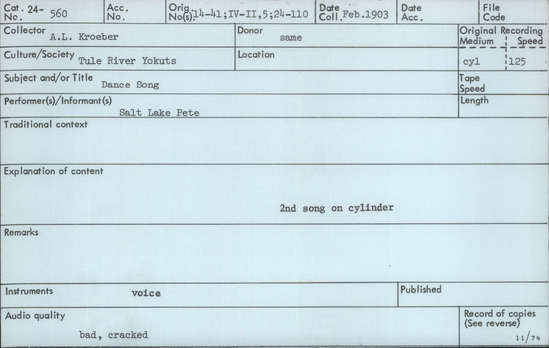 Cat. 24- 560 Acc. Orig. 14-41;IV-II,5;24-110 Date Feb.1903 Date File
No. No. No(s). Coll. Acc. Code
Collector A.L. Kroeber Donor same Original Recording
Medium Speed
Culture/Society Tule River Yokuts Location cyl 125
Subject and/or Title Dance Song Tape
Speed
Performer(s)/Informant(s) Salt Lake Pete Length
Traditional context
Explanation of content
2nd song on cylinder
Remarks
Instruments voice Published
Audio quality bad, cracked Record of copies
(See reverse)
11/74